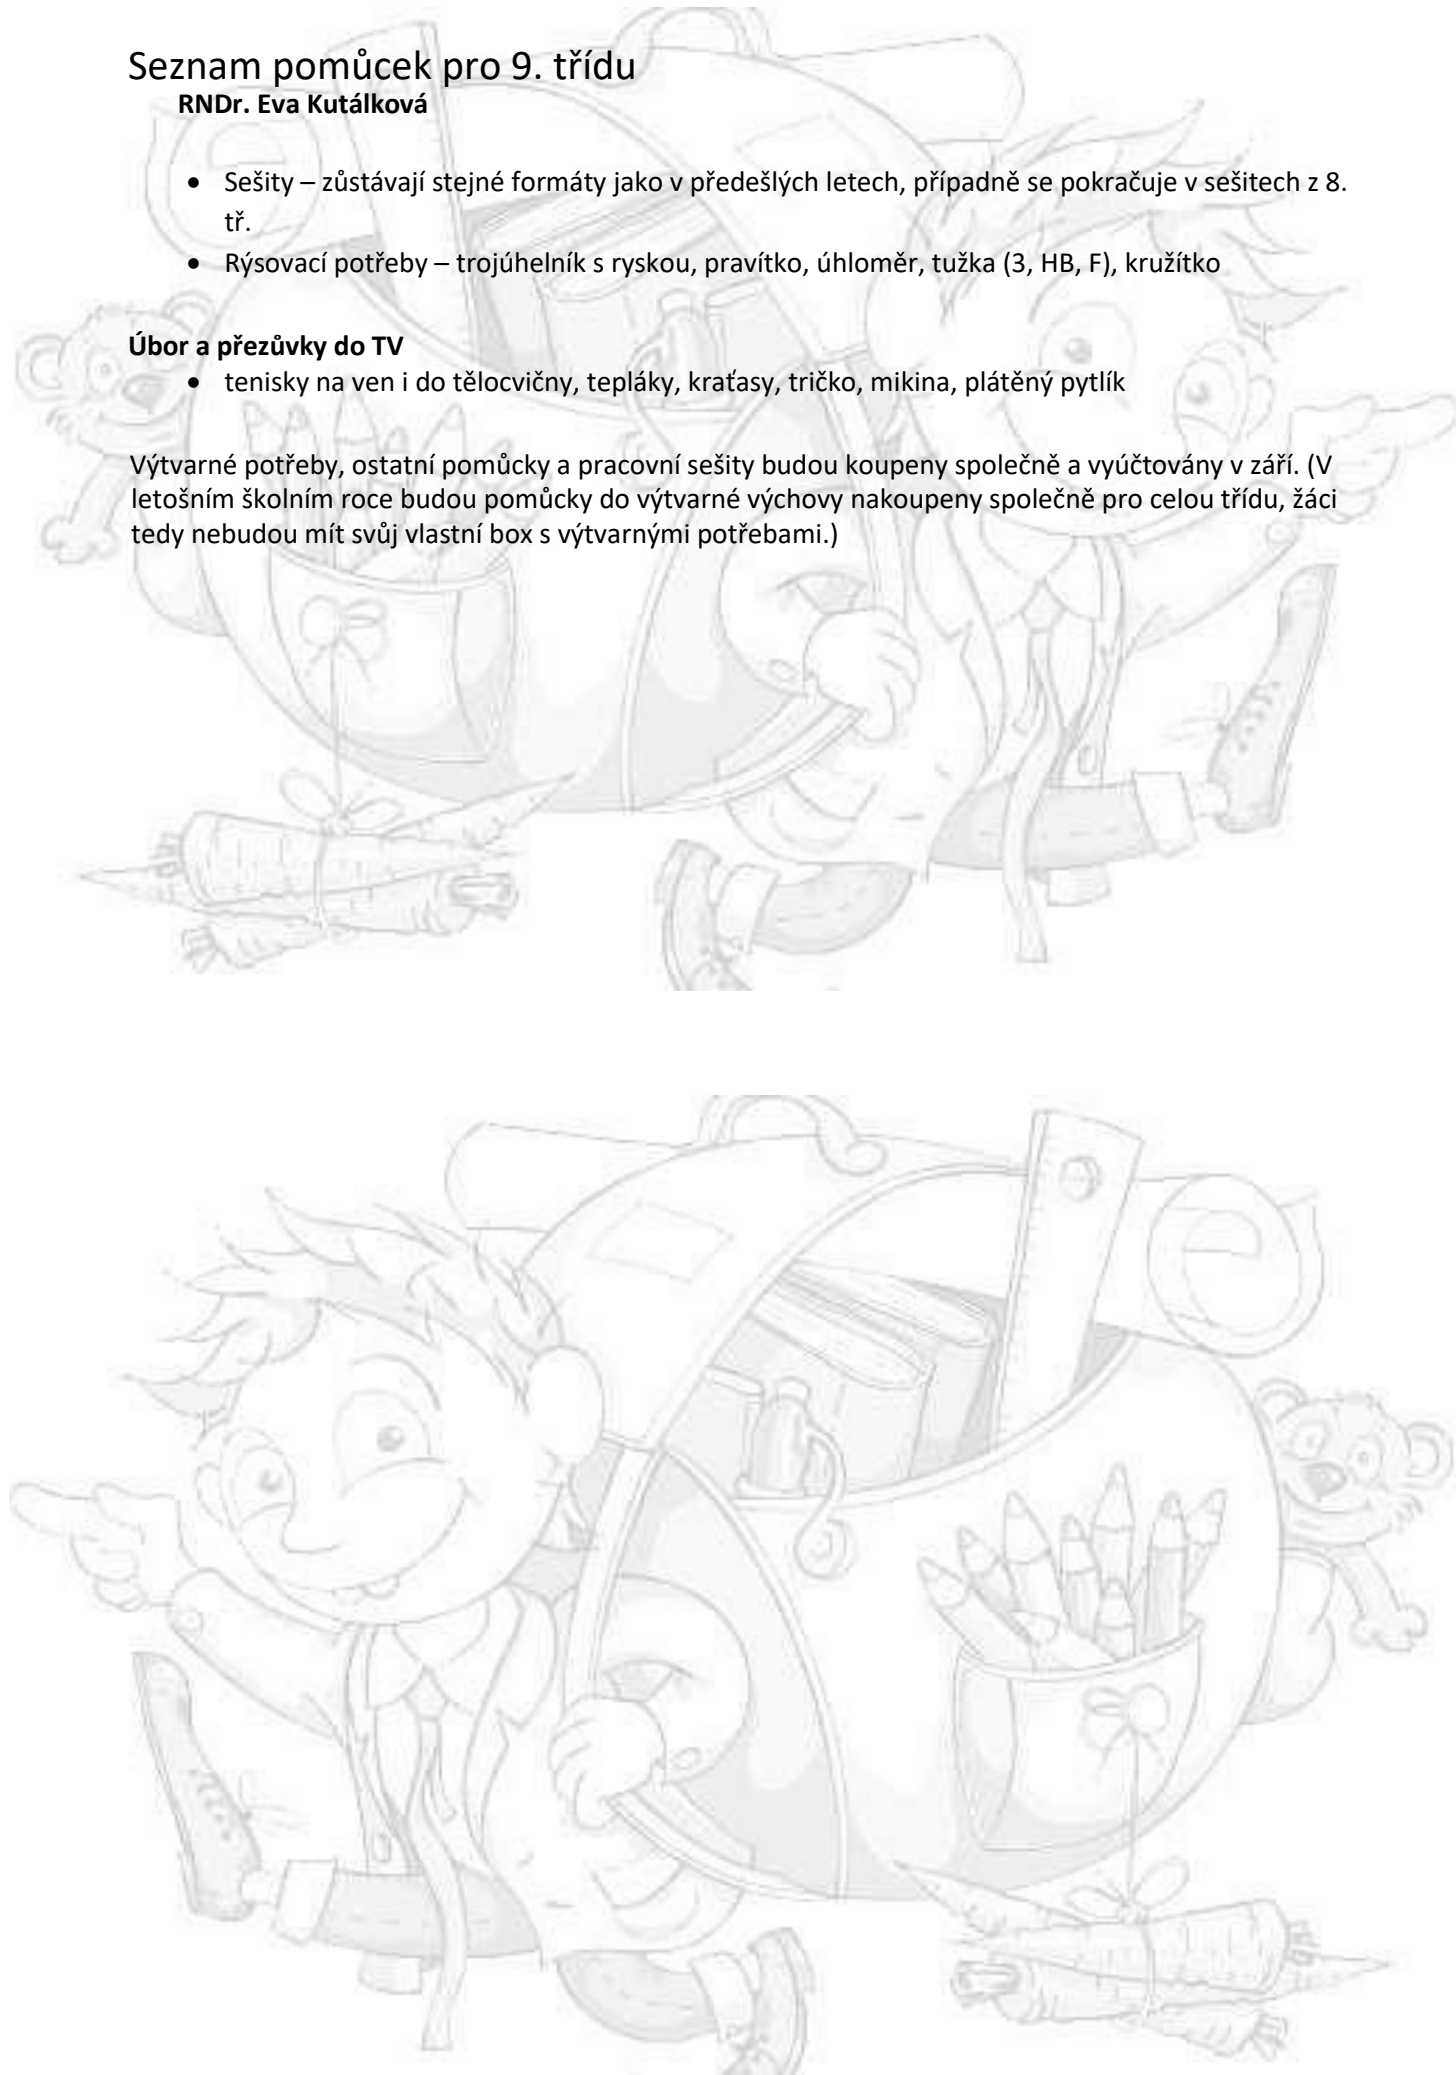 Seznam pomůcek pro 9. třídu
RNDr. Eva Kutálková
• Sešity – zůstávají stejné formáty jako v předešlých letech, případně se pokračuje v sešitech z 8.
tř.
• Rýsovací potřeby – trojúhelník s ryskou, pravítko, úhloměr, tužka (3, HB, F), kružítko
Úbor a přezůvky do TV
• tenisky na ven i do tělocvičny, tepláky, kraťasy, tričko, mikina, plátěný pytlík
Výtvarné potřeby, ostatní pomůcky a pracovní sešity budou koupeny společně a vyúčtovány v září. (V
letošním školním roce budou pomůcky do výtvarné výchovy nakoupeny společně pro celou třídu, žáci
tedy nebudou mít svůj vlastní box s výtvarnými potřebami.)